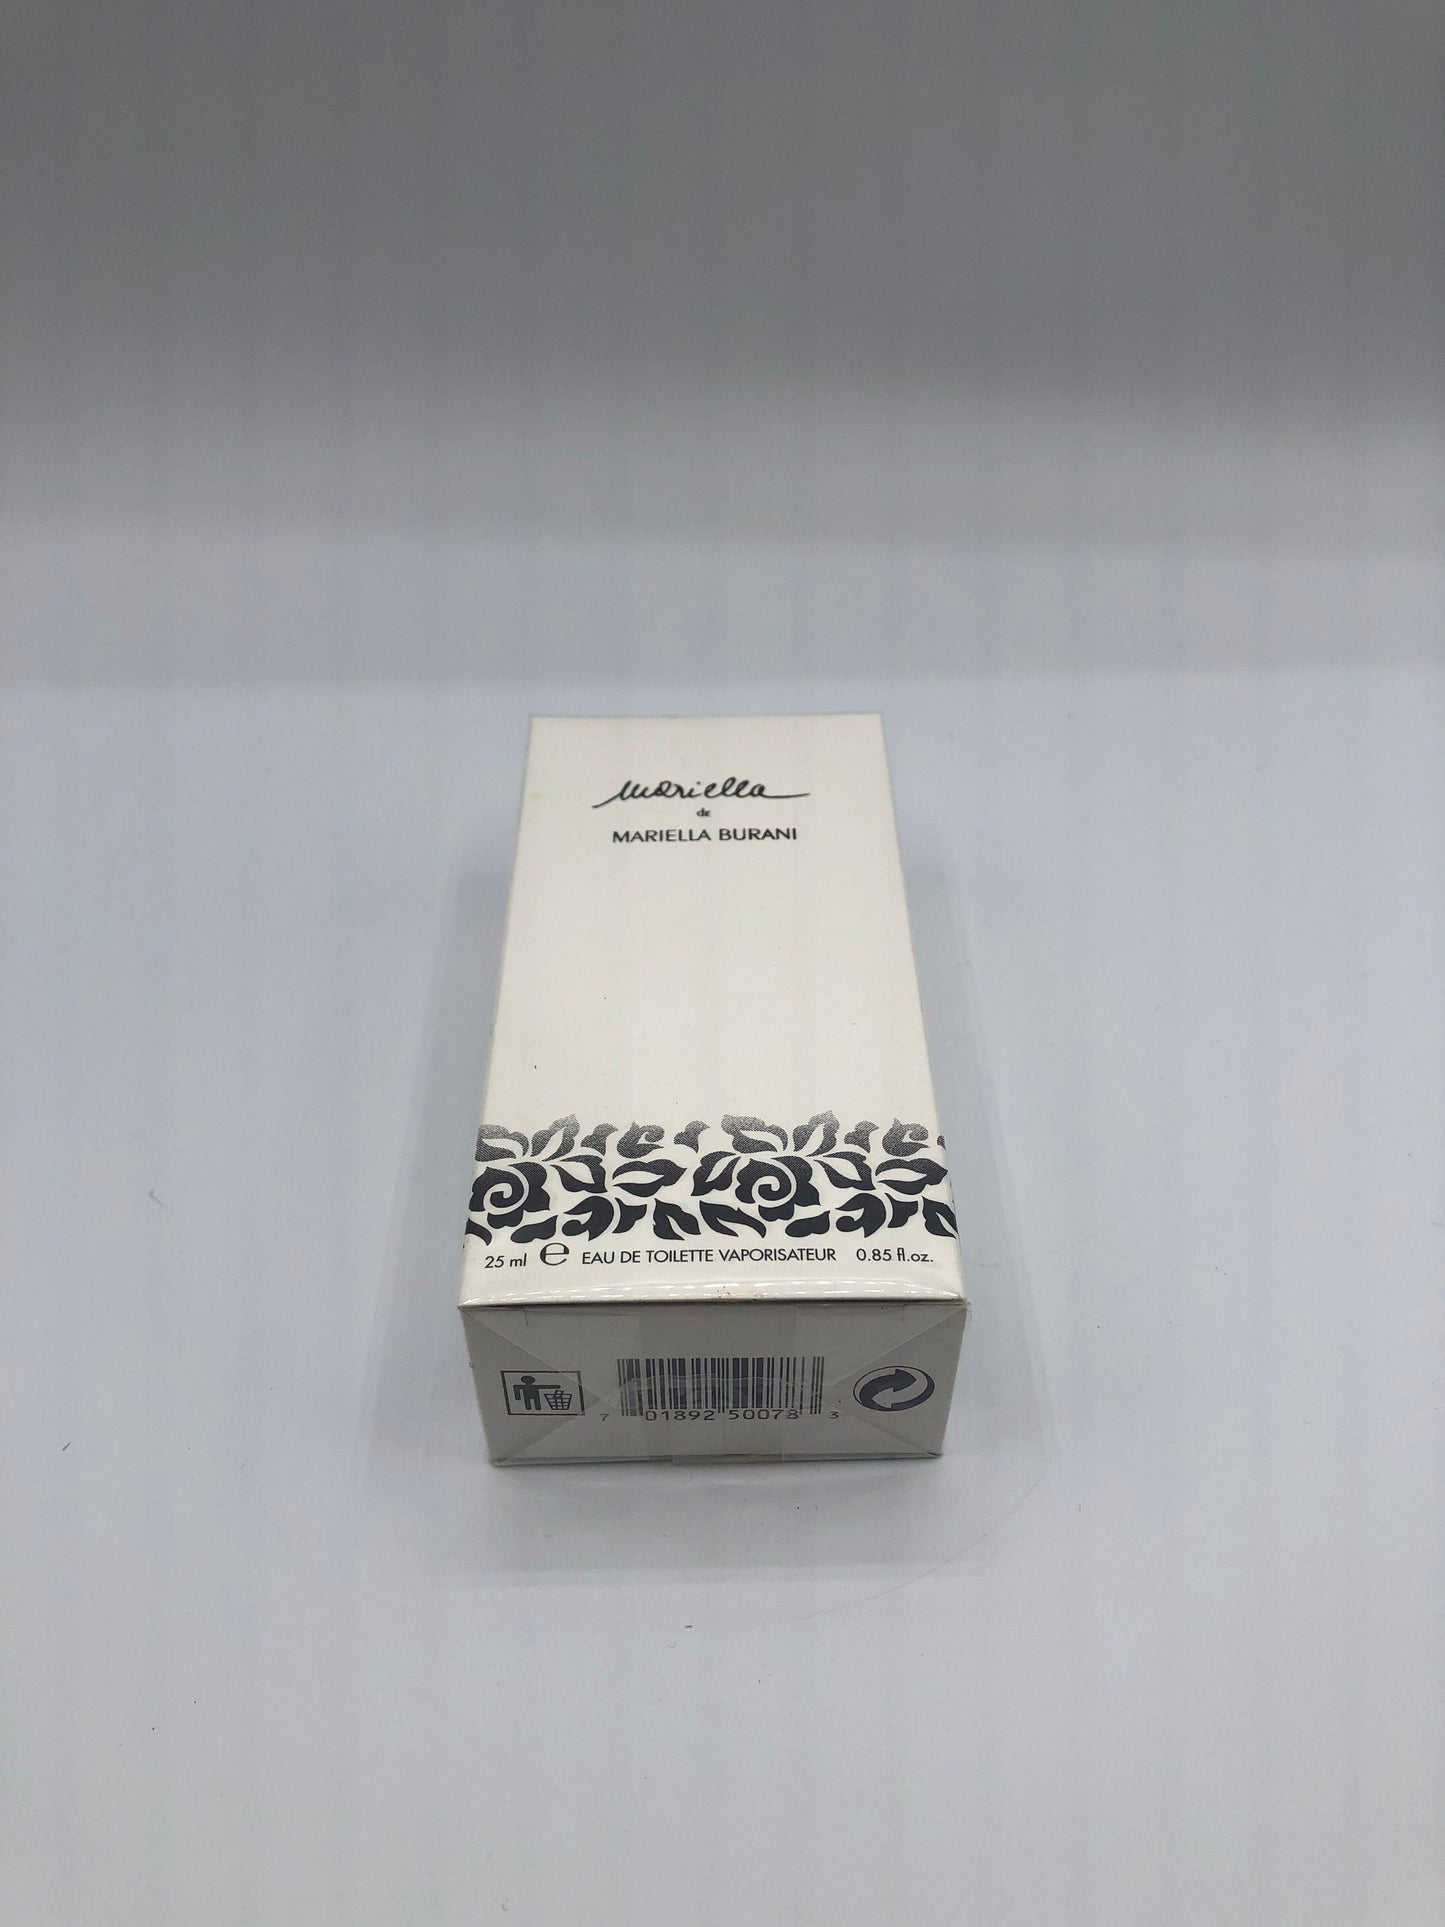 Mariella
de
MARIELLA BURANI
25 ml ℮ EAU DE TOILETTE VAPORISATEUR 0.85 fl.oz.
7 01892 50078 3